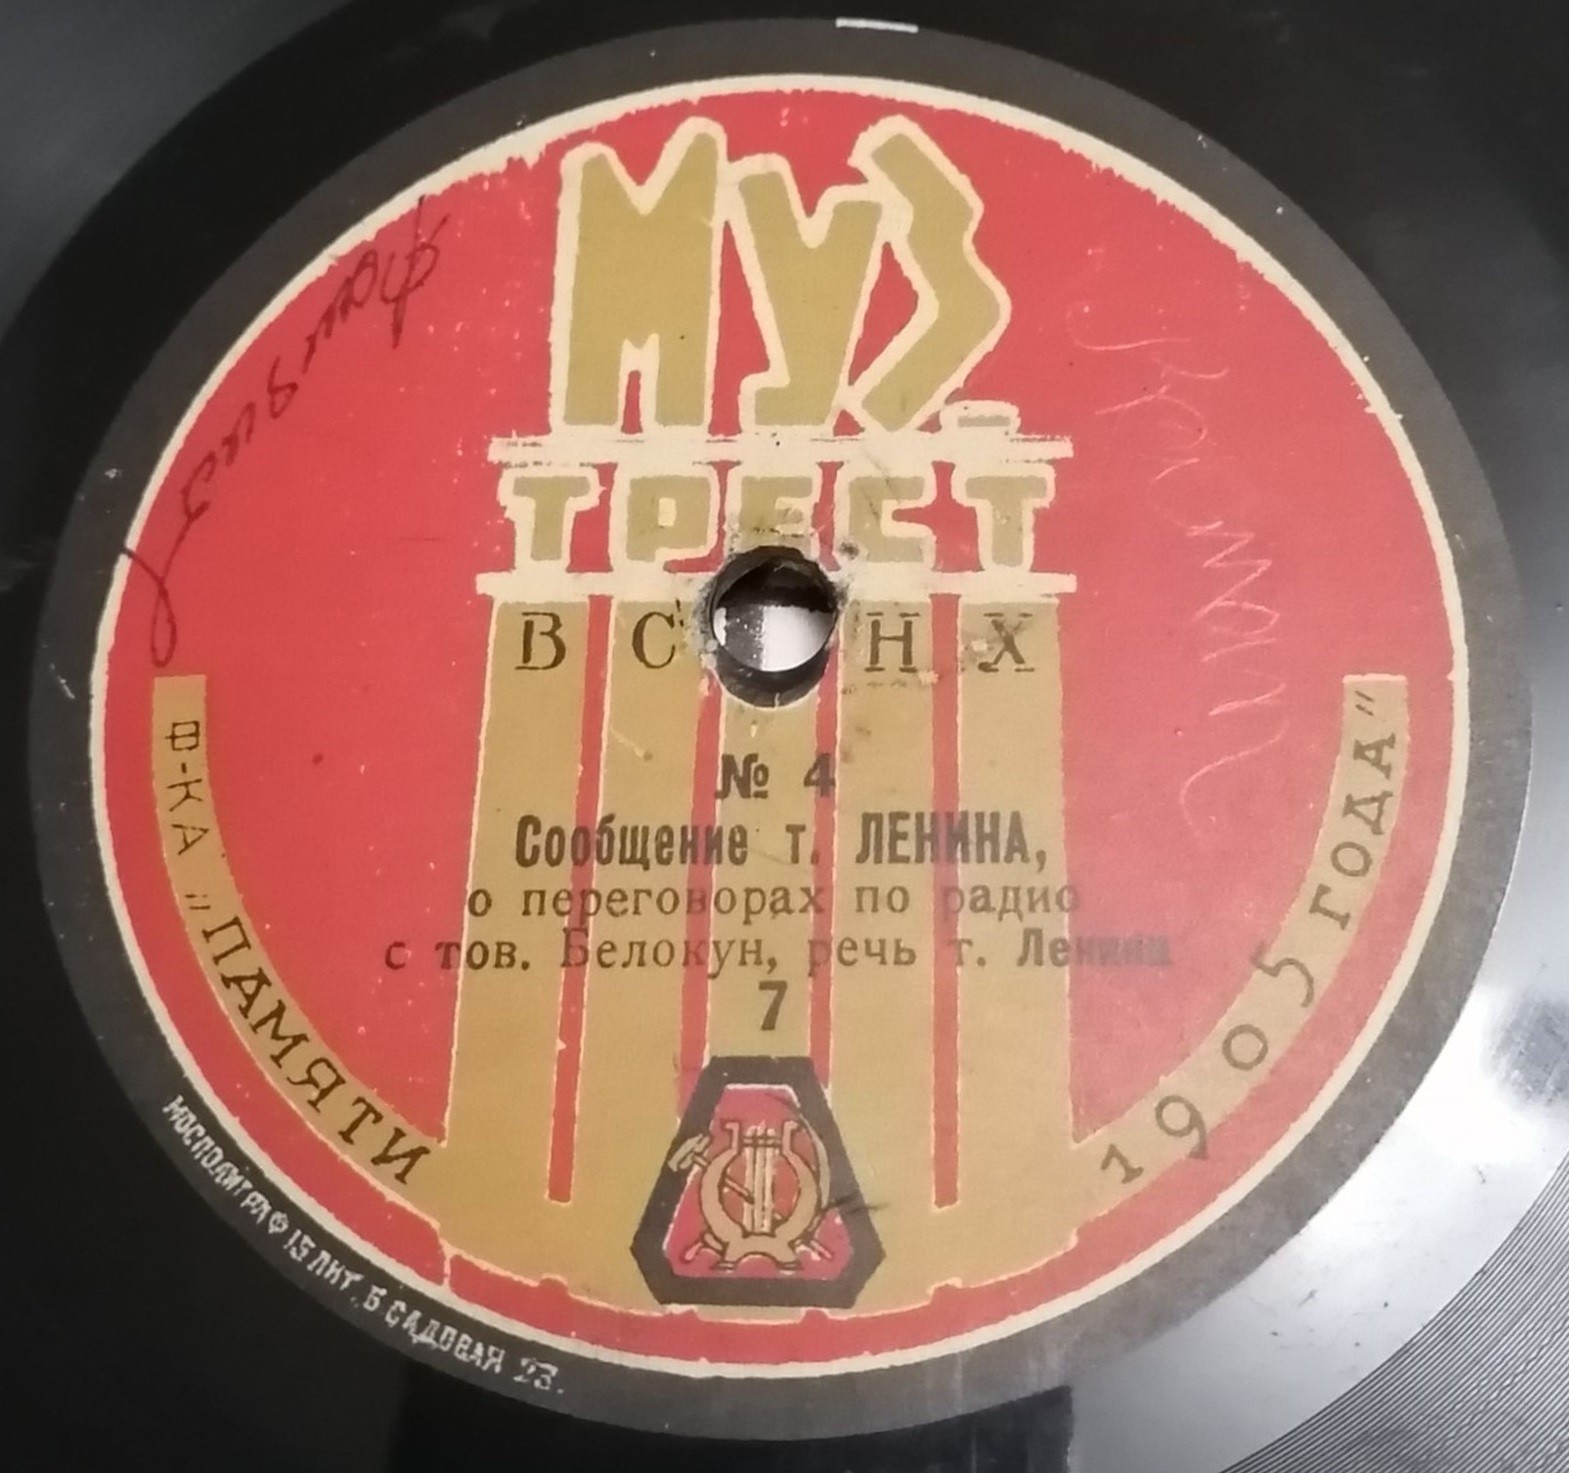 МУЗ
ТРЕСТ
В С Н Х
№ 4
Сообщение т. ЛЕНИНА,
о переговорах по радио
с тов. Белокун, речь т. Ленина
7
Ф-КА „ПАМЯТИ 1905 ГОДА"
МОСПОЛИГРАФ 15 ЛИТ. Б САДОВАЯ 23.